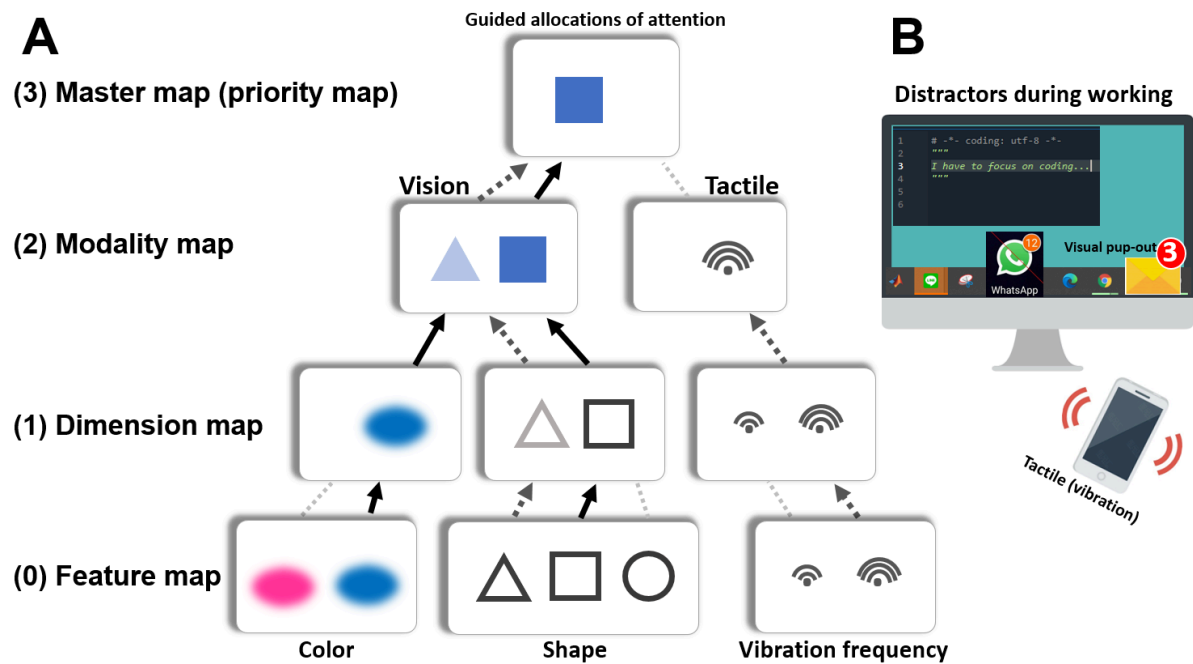 A
Guided allocations of attention
(3) Master map (priority map)
Vision
Tactile
(2) Modality map
(1) Dimension map
(0) Feature map
Color
Shape
Vibration frequency
B
Distractors during working
1 # -*- coding: utf-8 -*-
2 """
3 I have to focus on coding...
4 """
5
6
12
Visual pup-out
3
LINE
WhatsApp
Tactile (vibration)